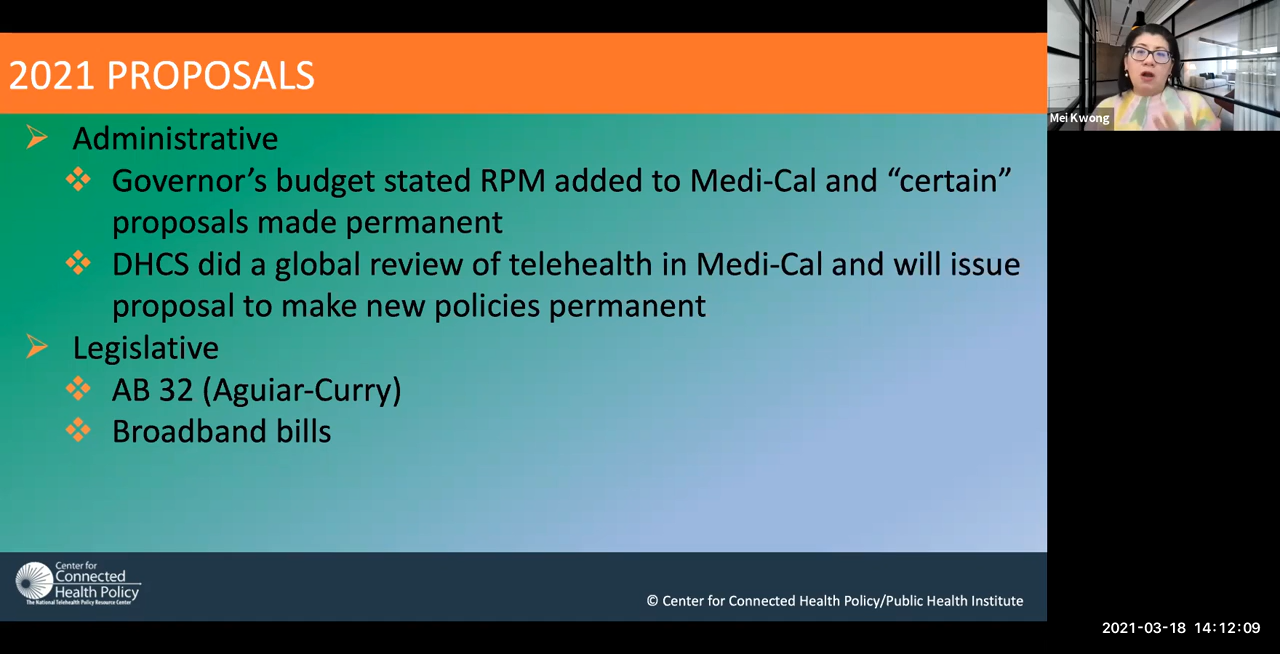 2021 PROPOSALS
Administrative
Governor’s budget stated RPM added to Medi-Cal and “certain”
proposals made permanent
DHCS did a global review of telehealth in Medi-Cal and will issue
proposal to make new policies permanent
Legislative
AB 32 (Aguiar-Curry)
Broadband bills
Center for
Connected
Health Policy
The National Telehealth Policy Resource Center
© Center for Connected Health Policy/Public Health Institute
Mei Kwong
2021-03-18 14:12:09